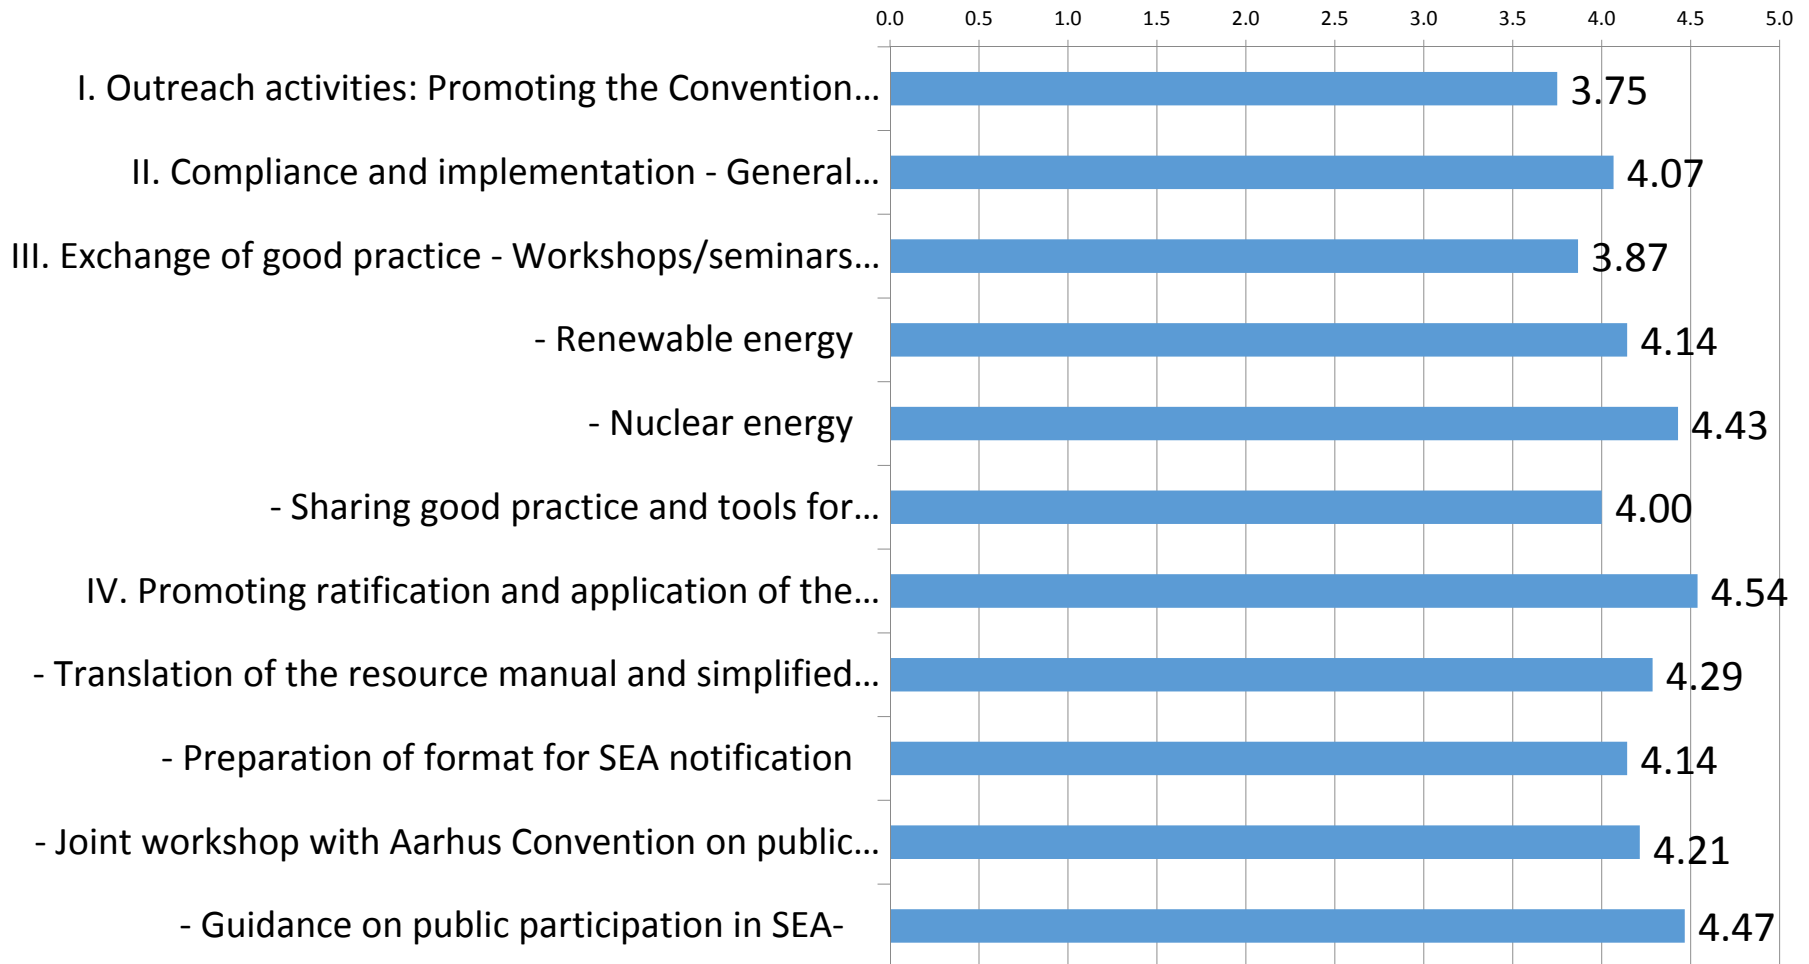 0.0 0.5 1.0 1.5 2.0 2.5 3.0 3.5 4.0 4.5 5.0
I. Outreach activities: Promoting the Convention… 3.75
II. Compliance and implementation - General… 4.07
III. Exchange of good practice - Workshops/seminars… 3.87
- Renewable energy 4.14
- Nuclear energy 4.43
- Sharing good practice and tools for… 4.00
IV. Promoting ratification and application of the… 4.54
- Translation of the resource manual and simplified… 4.29
- Preparation of format for SEA notification 4.14
- Joint workshop with Aarhus Convention on public… 4.21
- Guidance on public participation in SEA- 4.47